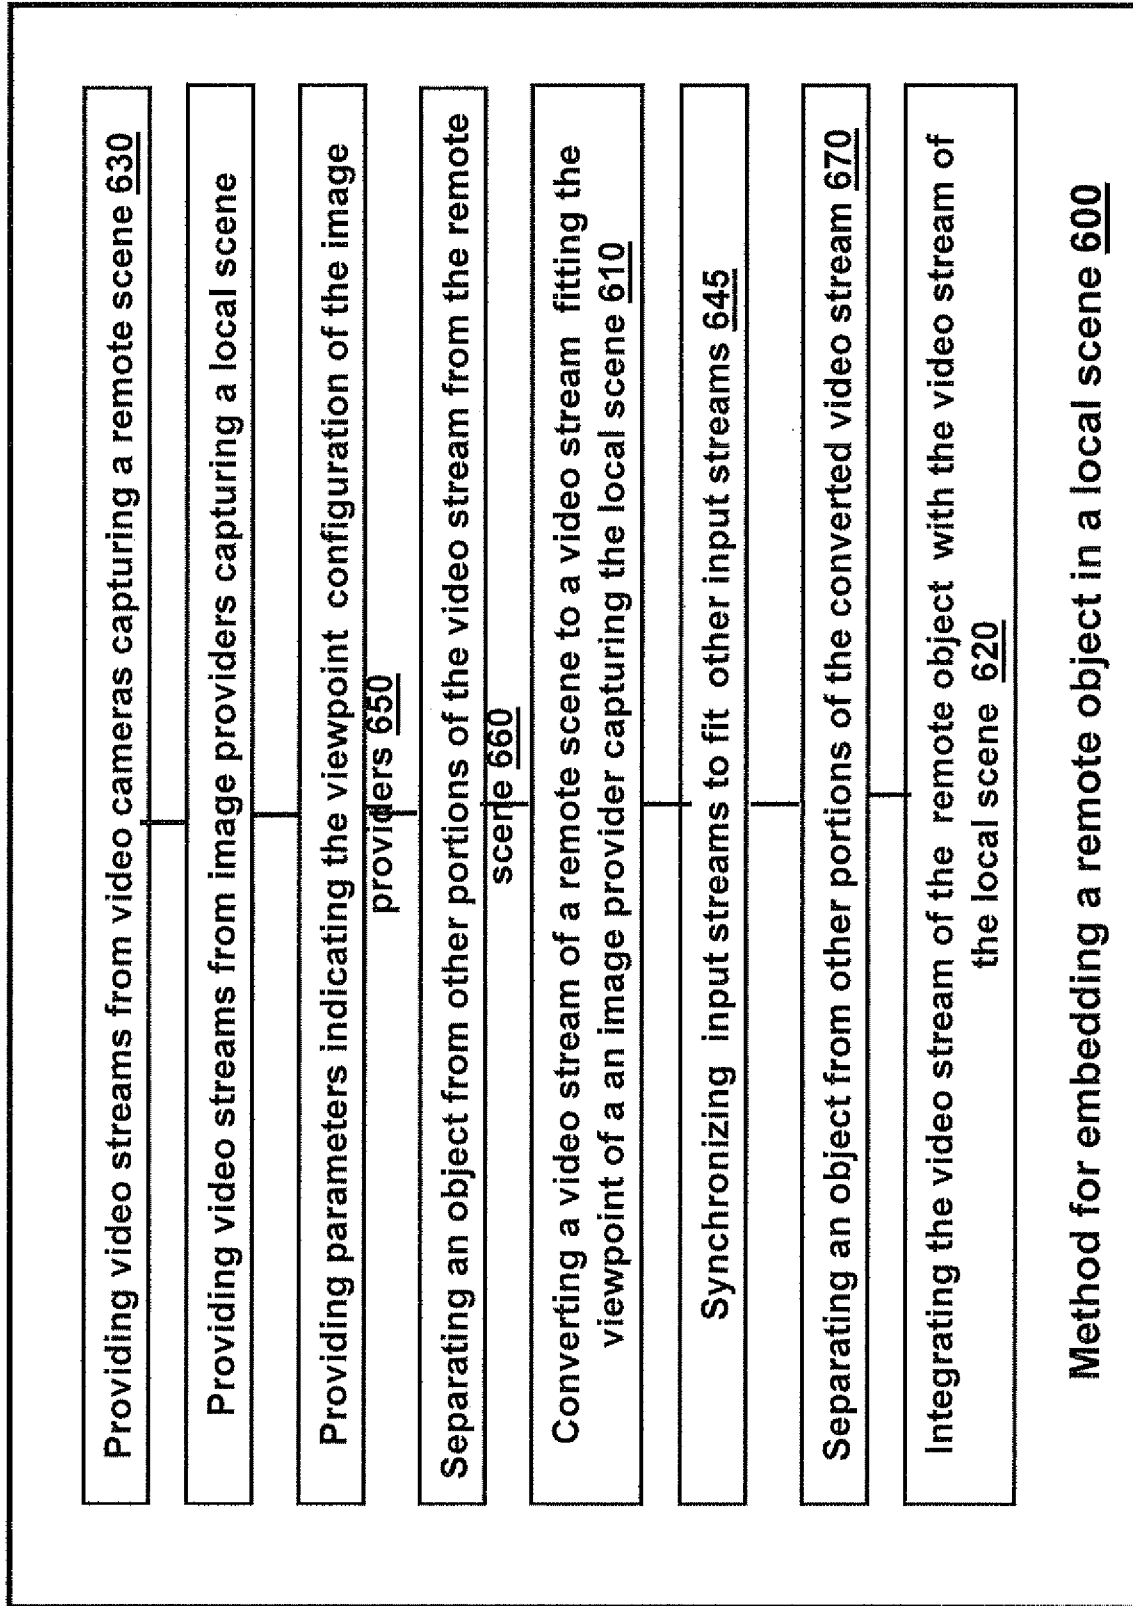 Providing video streams from video cameras capturing a remote scene 630
Providing video streams from image providers capturing a local scene
Providing parameters indicating the viewpoint configuration of the image
providers 650
Separating an object from other portions of the video stream from the remote
scene 660
Converting a video stream of a remote scene to a video stream fitting the
viewpoint of a an image provider capturing the local scene 610
Synchronizing input streams to fit other input streams 645
Separating an object from other portions of the converted video stream 670
Integrating the video stream of the remote object with the video stream of
the local scene 620
Method for embedding a remote object in a local scene 600